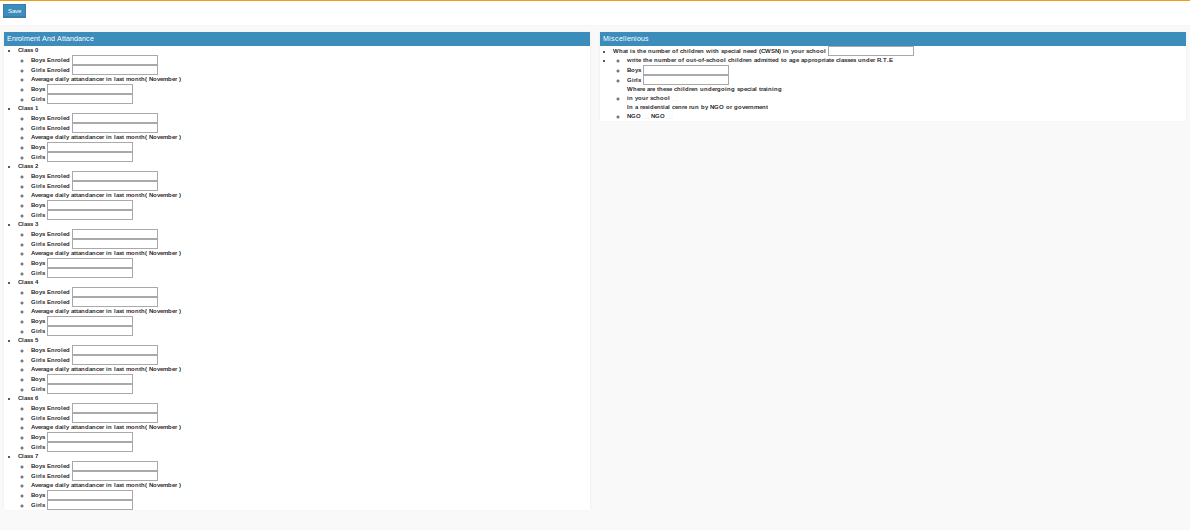 Save
Enrolment And Attandance
Class 0
Boys Enroled
Girls Enroled
Average daily attandancer in last month( November )
Boys
Girls
Class 1
Boys Enroled
Girls Enroled
Average daily attandancer in last month( November )
Boys
Girls
Class 2
Boys Enroled
Girls Enroled
Average daily attandancer in last month( November )
Boys
Girls
Class 3
Boys Enroled
Girls Enroled
Average daily attandancer in last month( November )
Boys
Girls
Class 4
Boys Enroled
Girls Enroled
Average daily attandancer in last month( November )
Boys
Girls
Class 5
Boys Enroled
Girls Enroled
Average daily attandancer in last month( November )
Boys
Girls
Class 6
Boys Enroled
Girls Enroled
Average daily attandancer in last month( November )
Boys
Girls
Class 7
Boys Enroled
Girls Enroled
Average daily attandancer in last month( November )
Boys
Girls
Miscellenious
What is the number of children with special need (CWSN) in your school
write the number of out-of-school children admitted to age appropriate classes under R.T.E
Boys
Girls
Where are these children undergoing special training
in your school
In a residential cenre run by NGO or government
NGO NGO